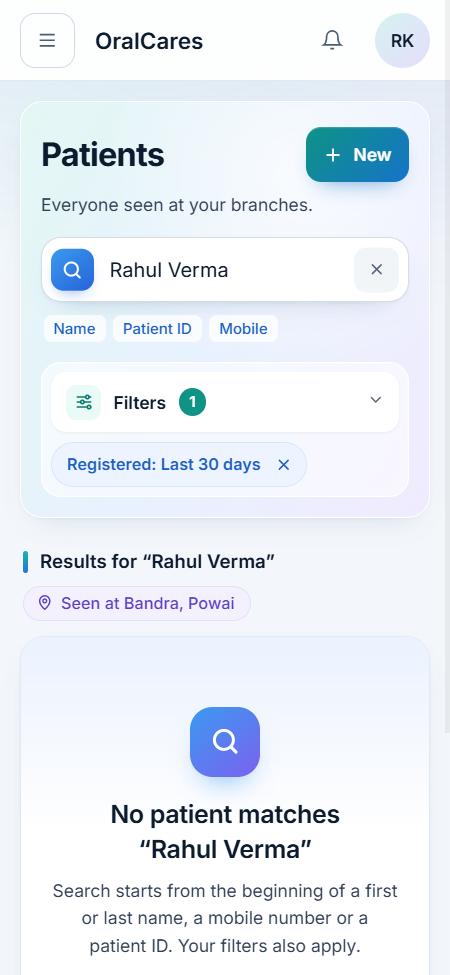 OralCares
RK
Patients
New
Everyone seen at your branches.
Rahul Verma
Name
Patient ID
Mobile
Filters
1
Registered: Last 30 days
Results for “Rahul Verma”
Seen at Bandra, Powai
No patient matches
“Rahul Verma”
Search starts from the beginning of a first
or last name, a mobile number or a
patient ID. Your filters also apply.